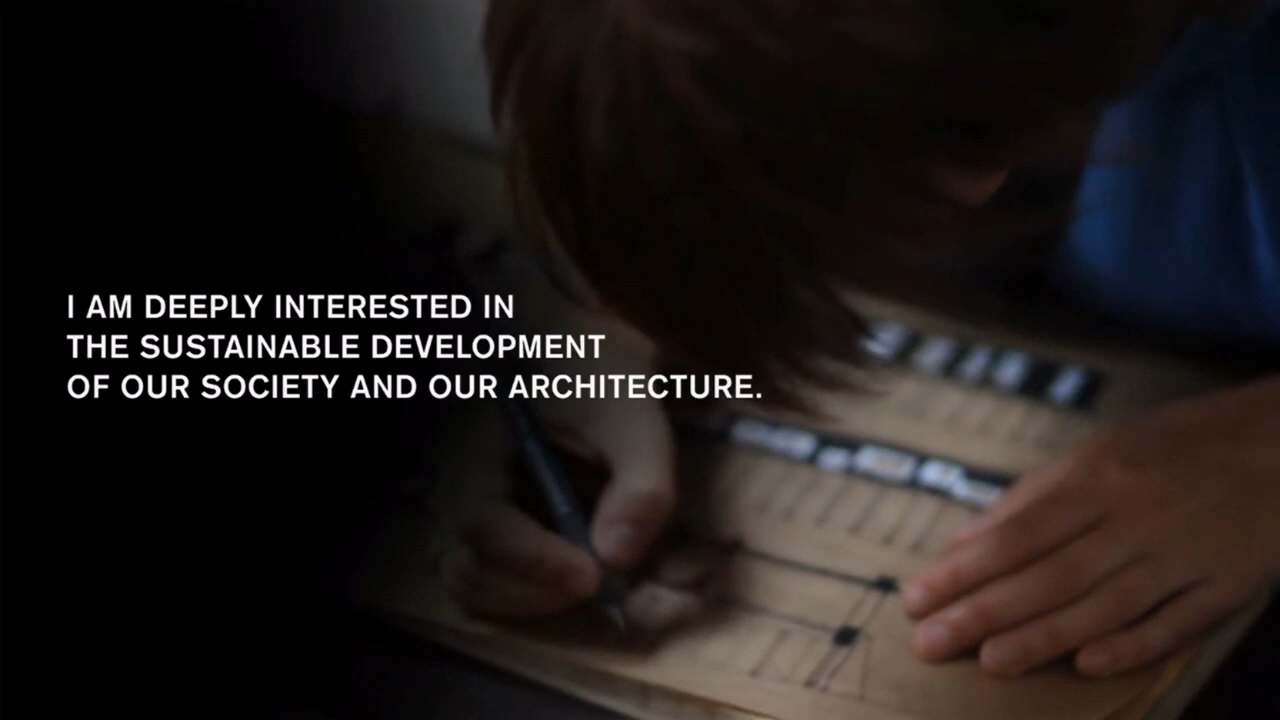 I AM DEEPLY INTERESTED IN
THE SUSTAINABLE DEVELOPMENT
OF OUR SOCIETY AND OUR ARCHITECTURE.